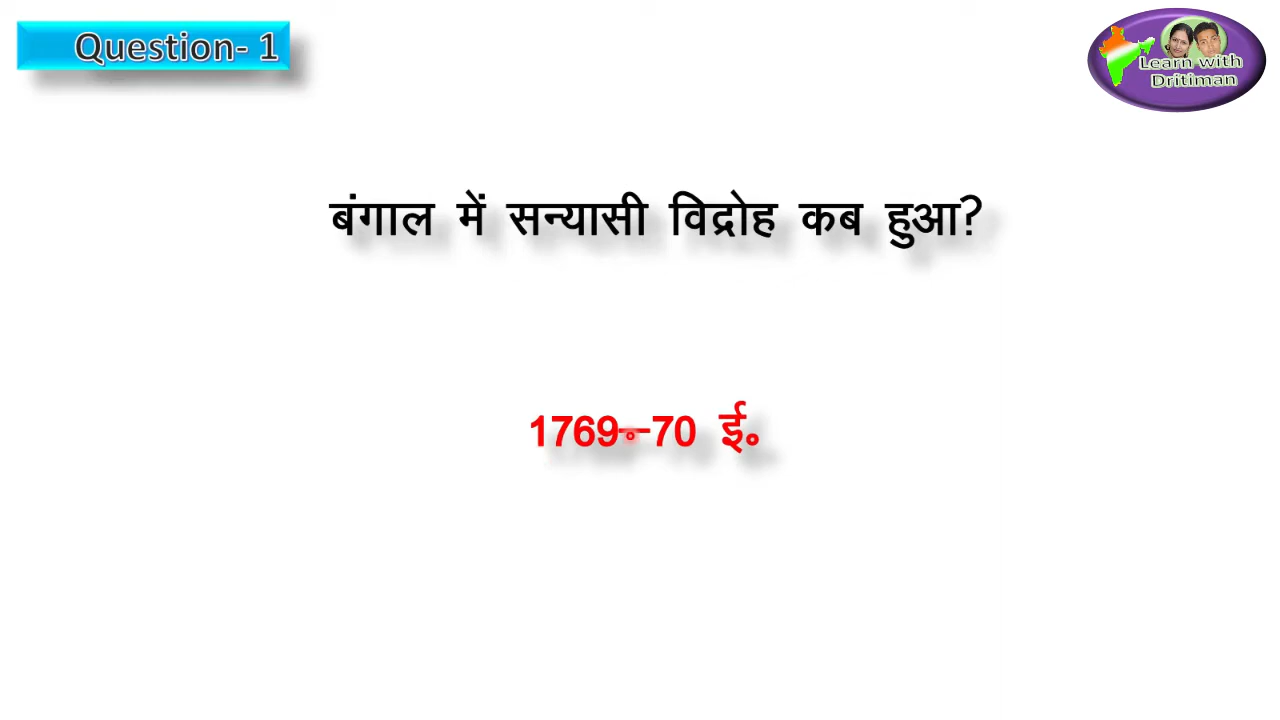 Question- 1
Learn with
Dritiman
बंगाल में सन्यासी विद्रोह कब हुआ?
1769-70 ई॰